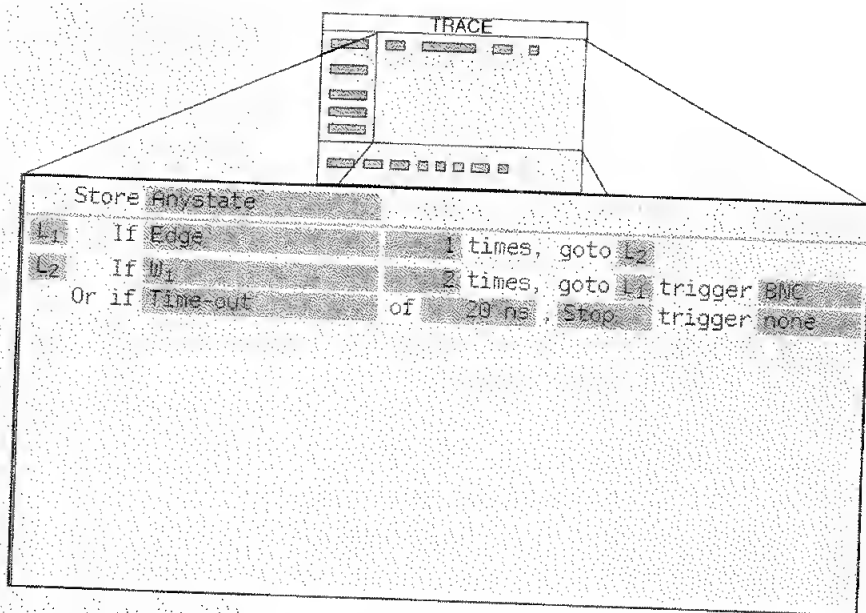 TRACE
Store Anystate
L1 If Edge 1 times, goto L2
L2 If W1 2 times, goto L1 trigger BNC
Or if Time-out of 20 ns , Stop trigger none